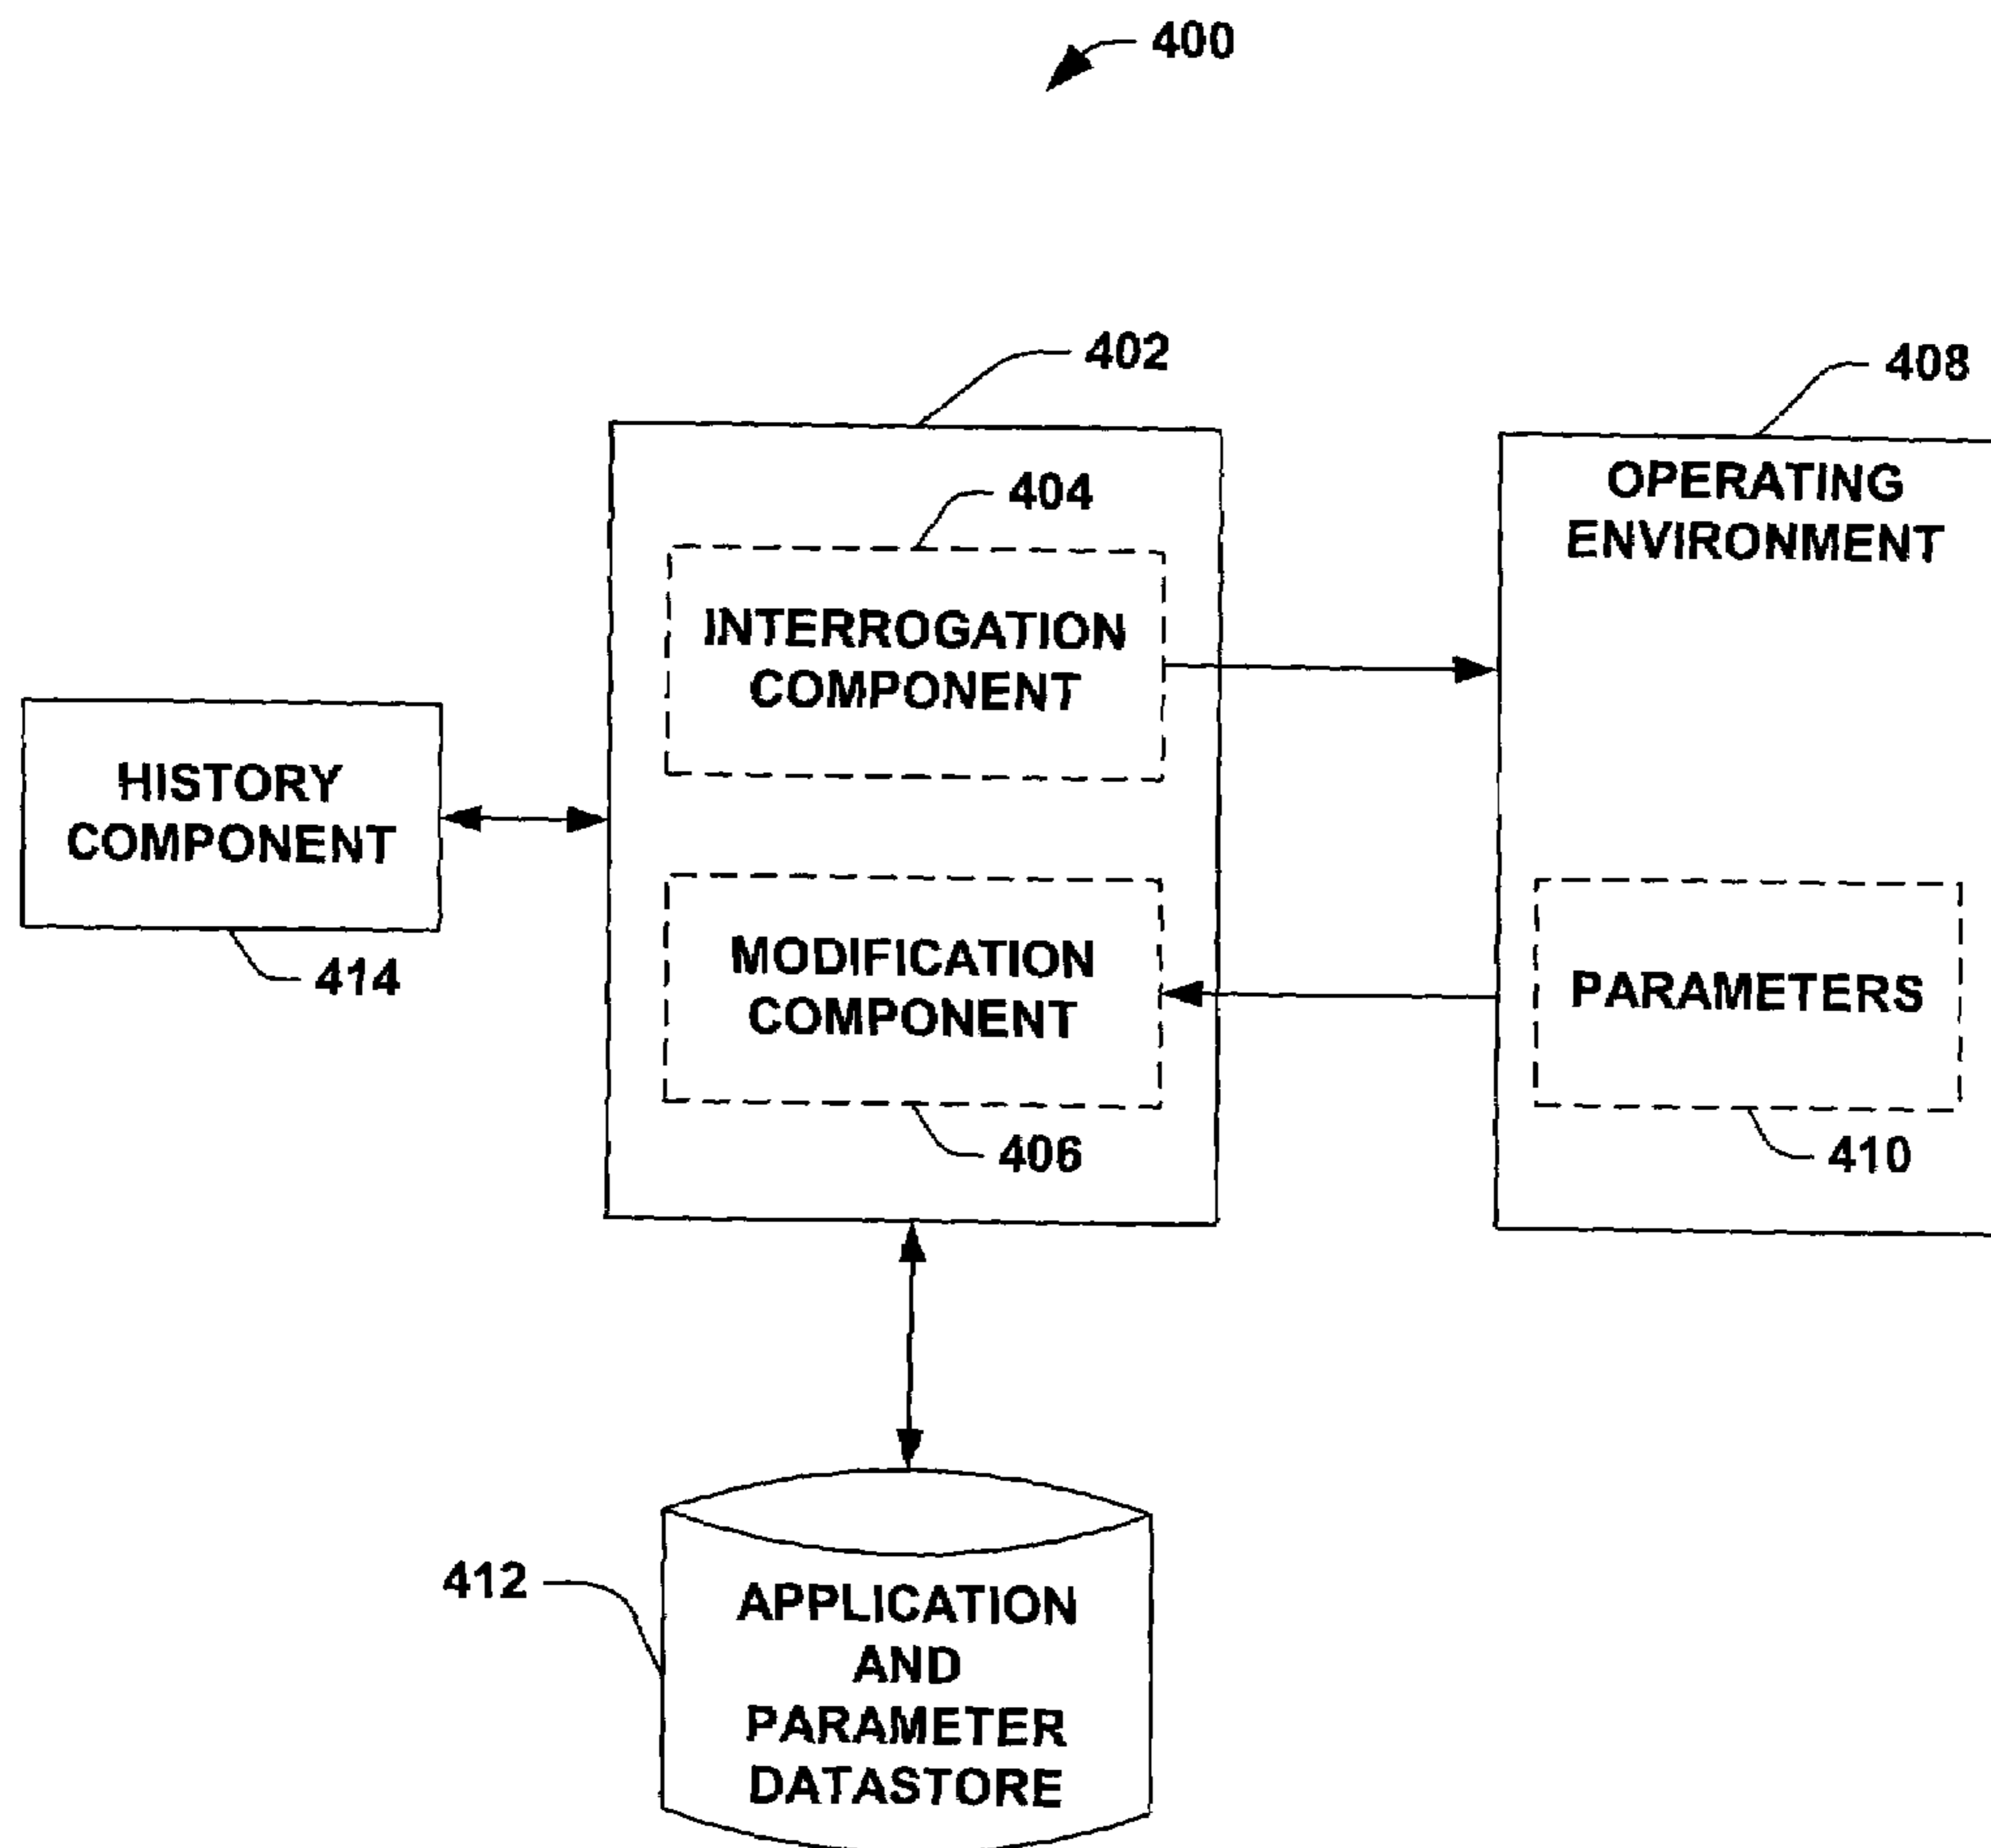 400
402
408
404
OPERATING
ENVIRONMENT
INTERROGATION
COMPONENT
HISTORY
COMPONENT
414
MODIFICATION
COMPONENT
PARAMETERS
406
410
412
APPLICATION
AND
PARAMETER
DATASTORE